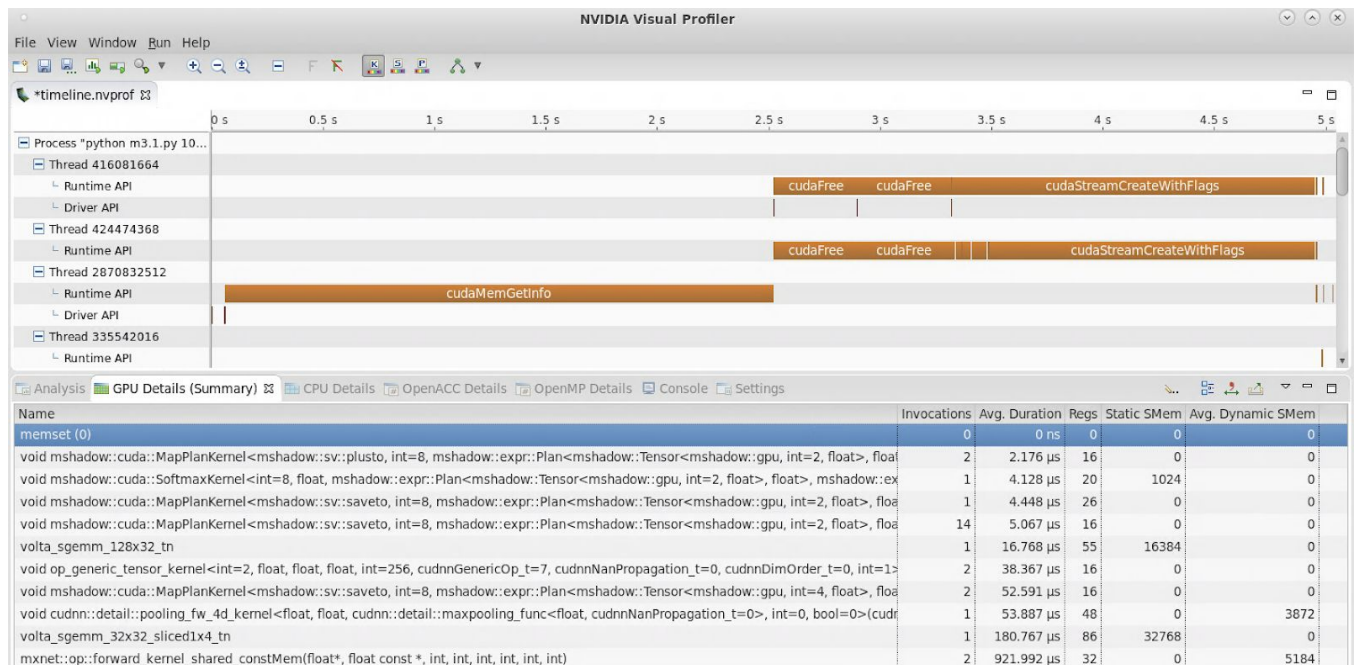 NVIDIA Visual Profiler
File View Window Run Help
*timeline.nvprof
0 s 0.5 s 1 s 1.5 s 2 s 2.5 s 3 s 3.5 s 4 s 4.5 s 5 s
Process "python m3.1.py 10...
Thread 416081664
Runtime API cudaFree cudaFree cudaStreamCreateWithFlags
Driver API
Thread 424474368
Runtime API cudaFree cudaFree cudaStreamCreateWithFlags
Thread 2870832512
Runtime API cudaMemGetInfo
Driver API
Thread 335542016
Runtime API
Analysis GPU Details (Summary) CPU Details OpenACC Details OpenMP Details Console Settings
Name Invocations Avg. Duration Regs Static SMem Avg. Dynamic SMem
memset (0) 0 0 ns 0 0 0
void mshadow::cuda::MapPlanKernel<mshadow::sv::plusto, int=8, mshadow::expr::Plan<mshadow::Tensor<mshadow::gpu, int=2, float>, float 2 2.176 µs 16 0 0
void mshadow::cuda::SoftmaxKernel<int=8, float, mshadow::expr::Plan<mshadow::Tensor<mshadow::gpu, int=2, float>, float>, mshadow::ex 1 4.128 µs 20 1024 0
void mshadow::cuda::MapPlanKernel<mshadow::sv::saveto, int=8, mshadow::expr::Plan<mshadow::Tensor<mshadow::gpu, int=2, float>, floa 1 4.448 µs 26 0 0
void mshadow::cuda::MapPlanKernel<mshadow::sv::saveto, int=8, mshadow::expr::Plan<mshadow::Tensor<mshadow::gpu, int=2, float>, floa 14 5.067 µs 16 0 0
volta_sgemm_128x32_tn 1 16.768 µs 55 16384 0
void op_generic_tensor_kernel<int=2, float, float, float, int=256, cudnnGenericOp_t=7, cudnnNanPropagation_t=0, cudnnDimOrder_t=0, int=1> 2 38.367 µs 16 0 0
void mshadow::cuda::MapPlanKernel<mshadow::sv::saveto, int=8, mshadow::expr::Plan<mshadow::Tensor<mshadow::gpu, int=4, float>, floa 2 52.591 µs 16 0 0
void cudnn::detail::pooling_fw_4d_kernel<float, float, cudnn::detail::maxpooling_func<float, cudnnNanPropagation_t=0>, int=0, bool=0>(cudr 1 53.887 µs 48 0 3872
volta_sgemm_32x32_sliced1x4_tn 1 180.767 µs 86 32768 0
mxnet::op::forward_kernel_shared_constMem(float*, float const *, int, int, int, int, int, int) 2 921.992 µs 32 0 5184